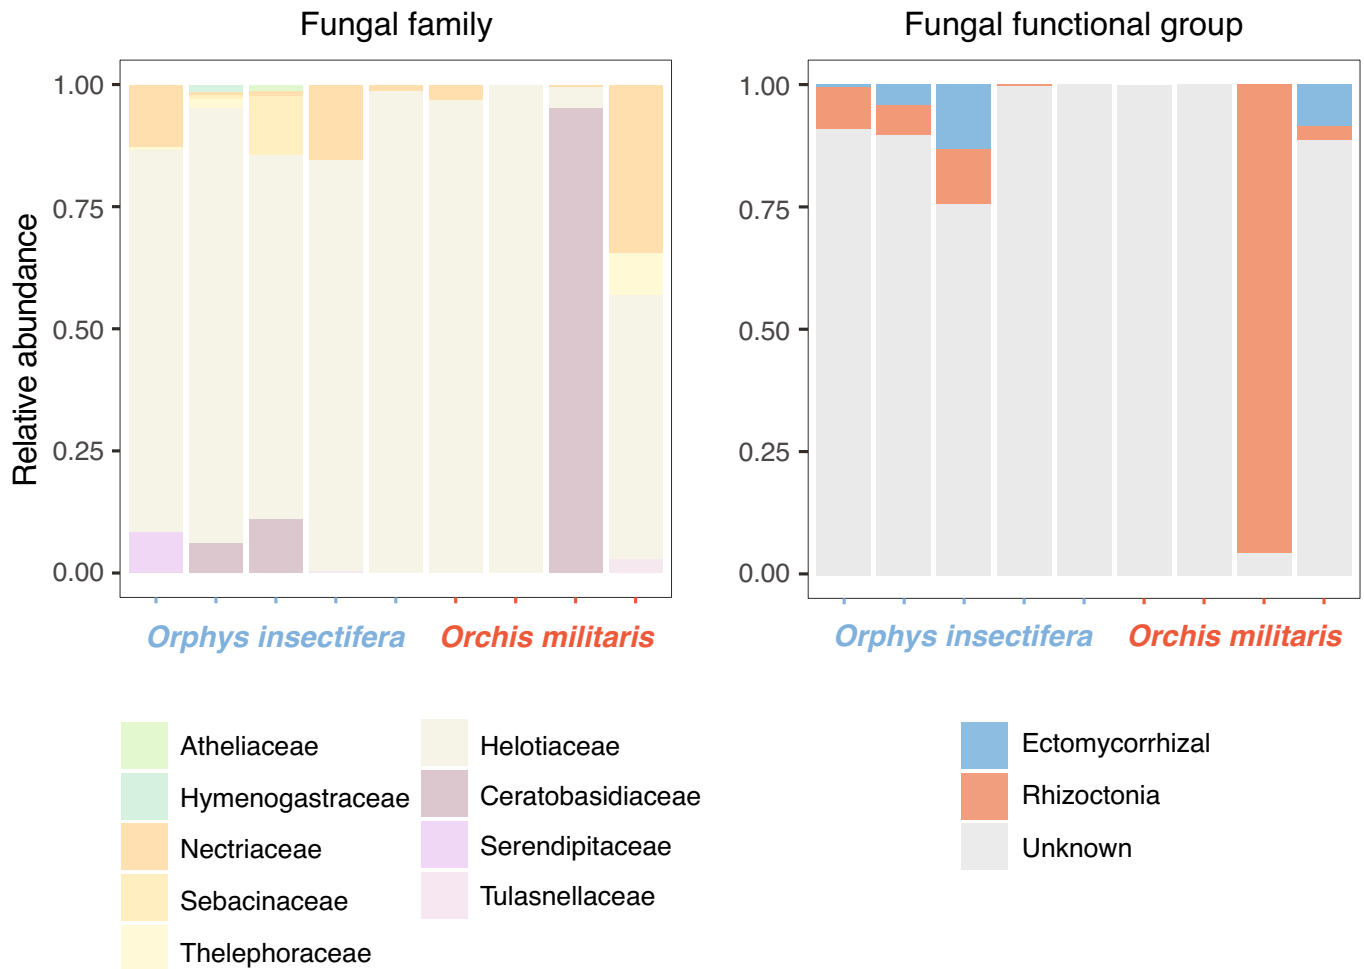 Fungal family
Fungal functional group
Relative abundance
1.00
0.75
0.50
0.25
0.00
1.00
0.75
0.50
0.25
0.00
Orphys insectifera
Orchis militaris
Orphys insectifera
Orchis militaris
Atheliaceae
Hymenogastraceae
Nectriaceae
Sebacinaceae
Thelephoraceae
Helotiaceae
Ceratobasidiaceae
Serendipitaceae
Tulasnellaceae
Ectomycorrhizal
Rhizoctonia
Unknown